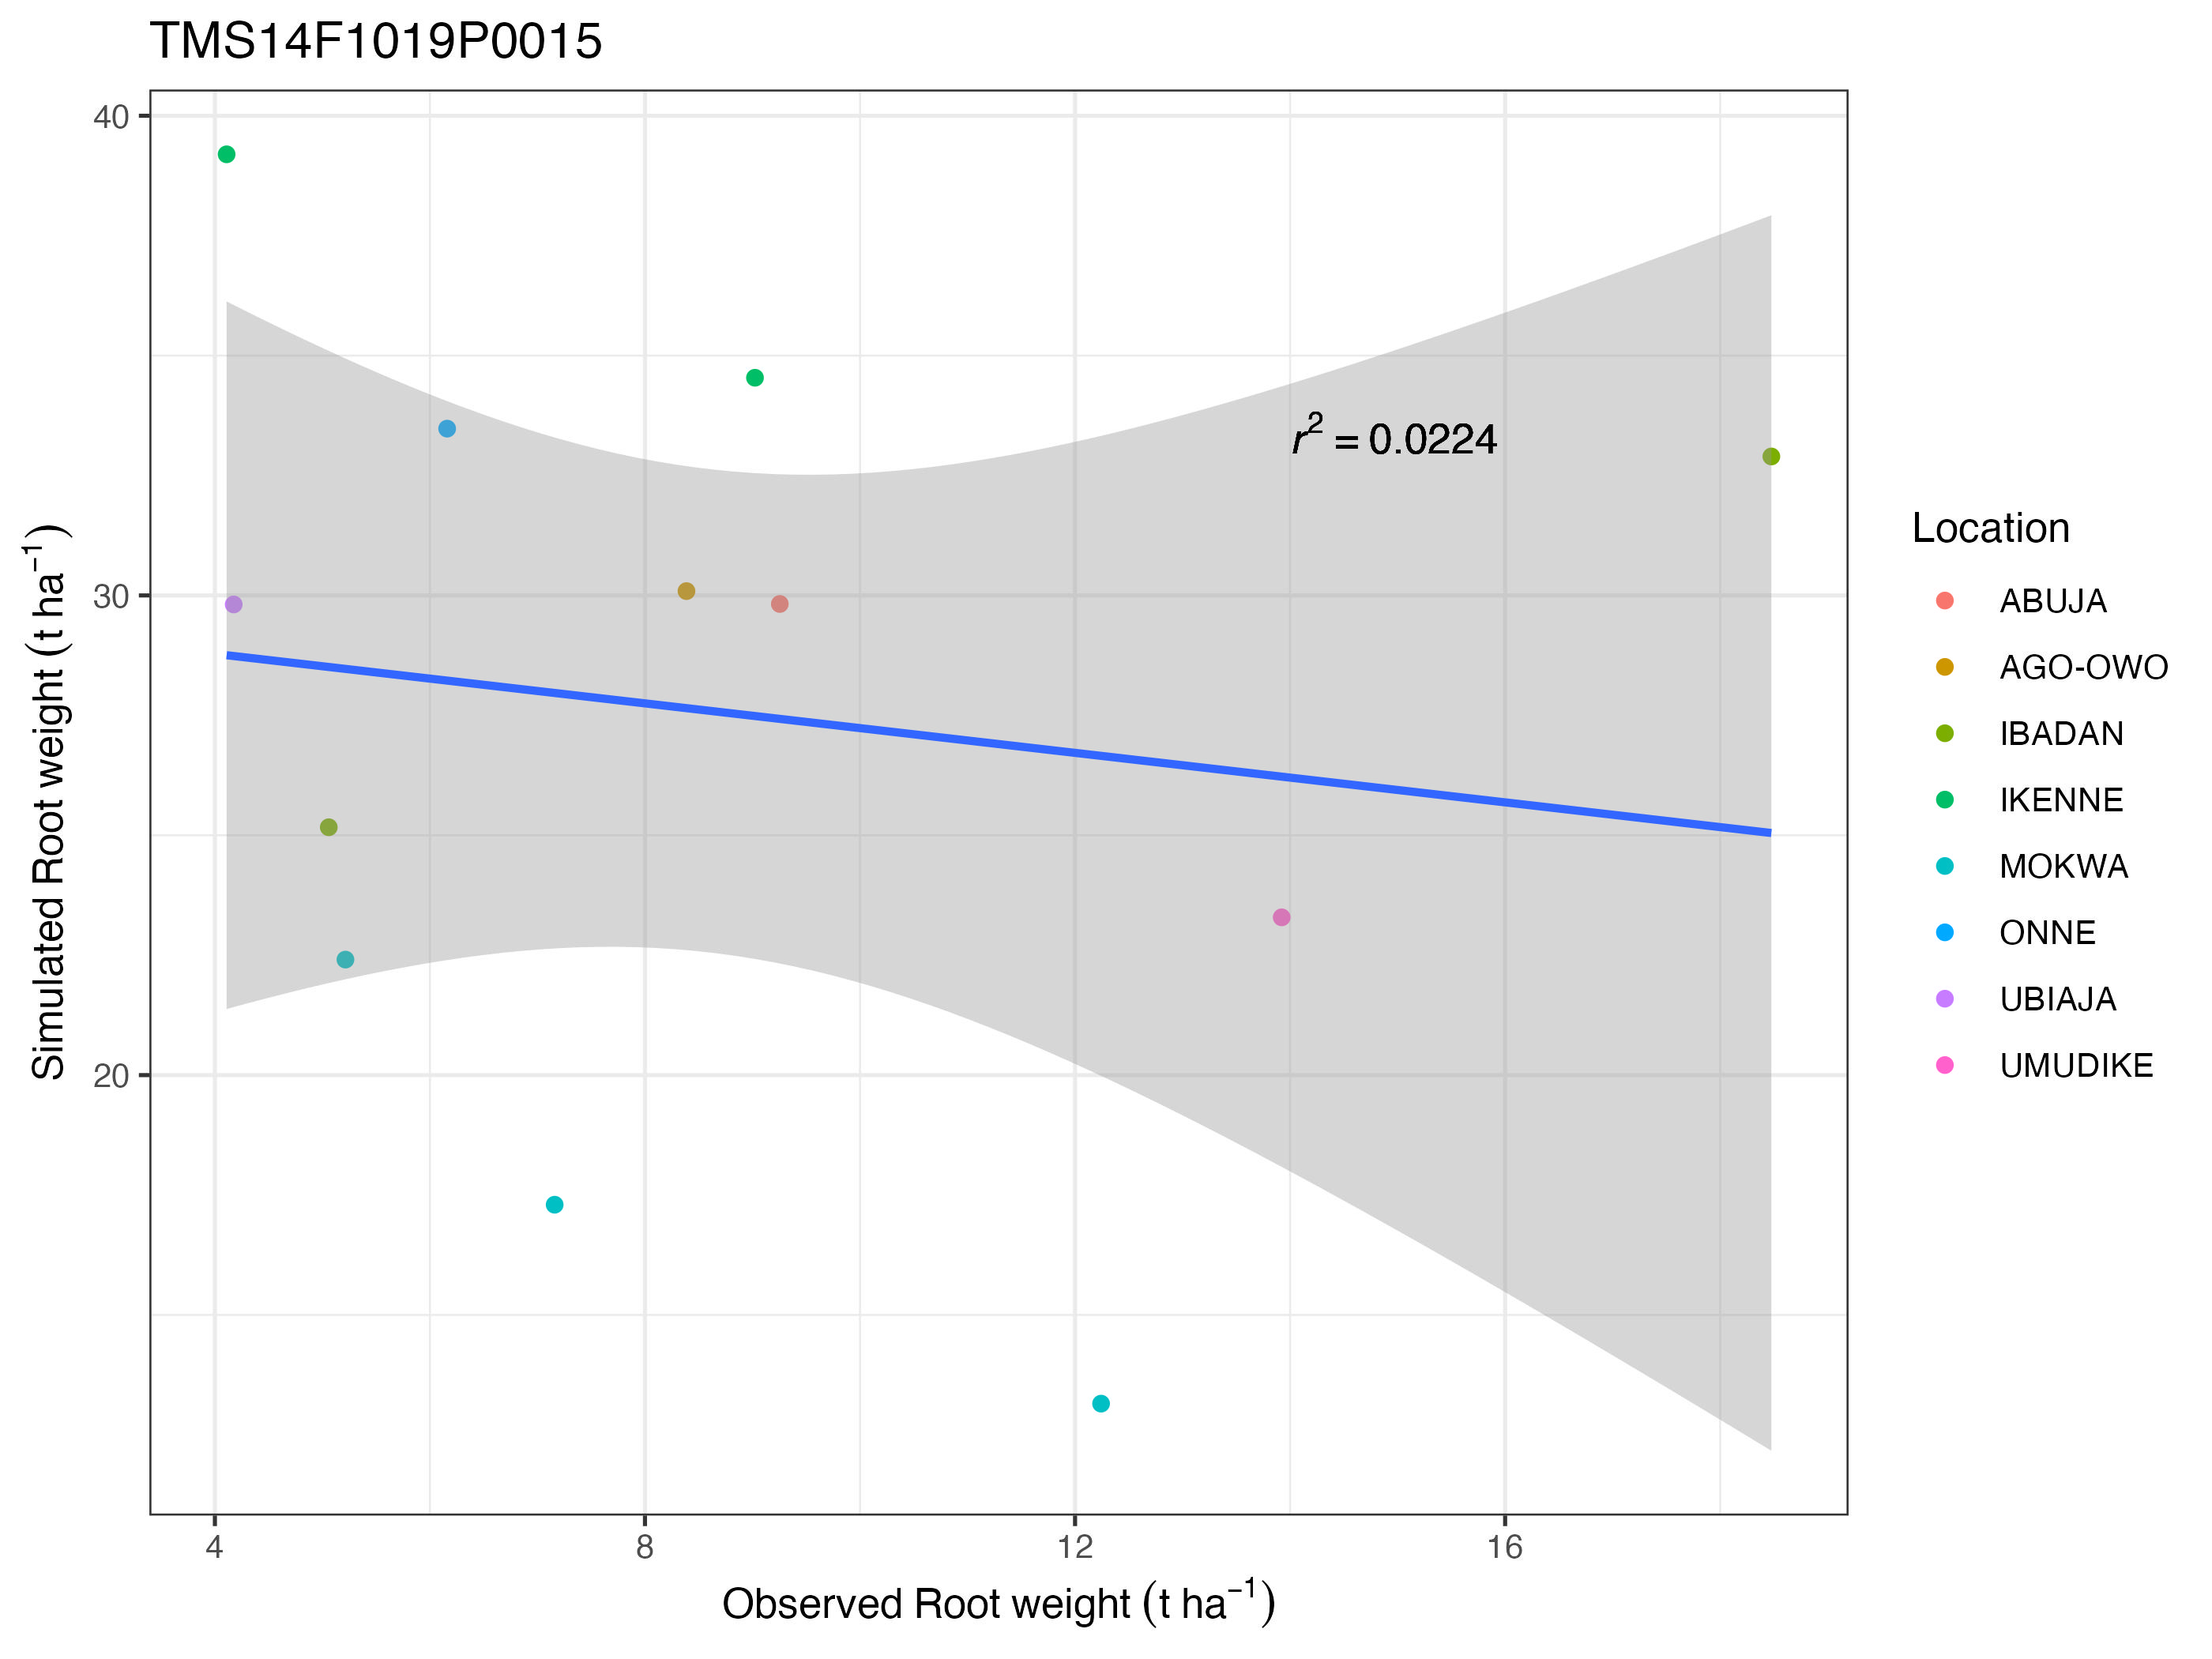 TMS14F1019P0015
40
30
20
Simulated Root weight (t ha⁻¹)
r² = 0.0224
4 8 12 16
Observed Root weight (t ha⁻¹)
Location
ABUJA
AGO-OWO
IBADAN
IKENNE
MOKWA
ONNE
UBIAJA
UMUDIKE